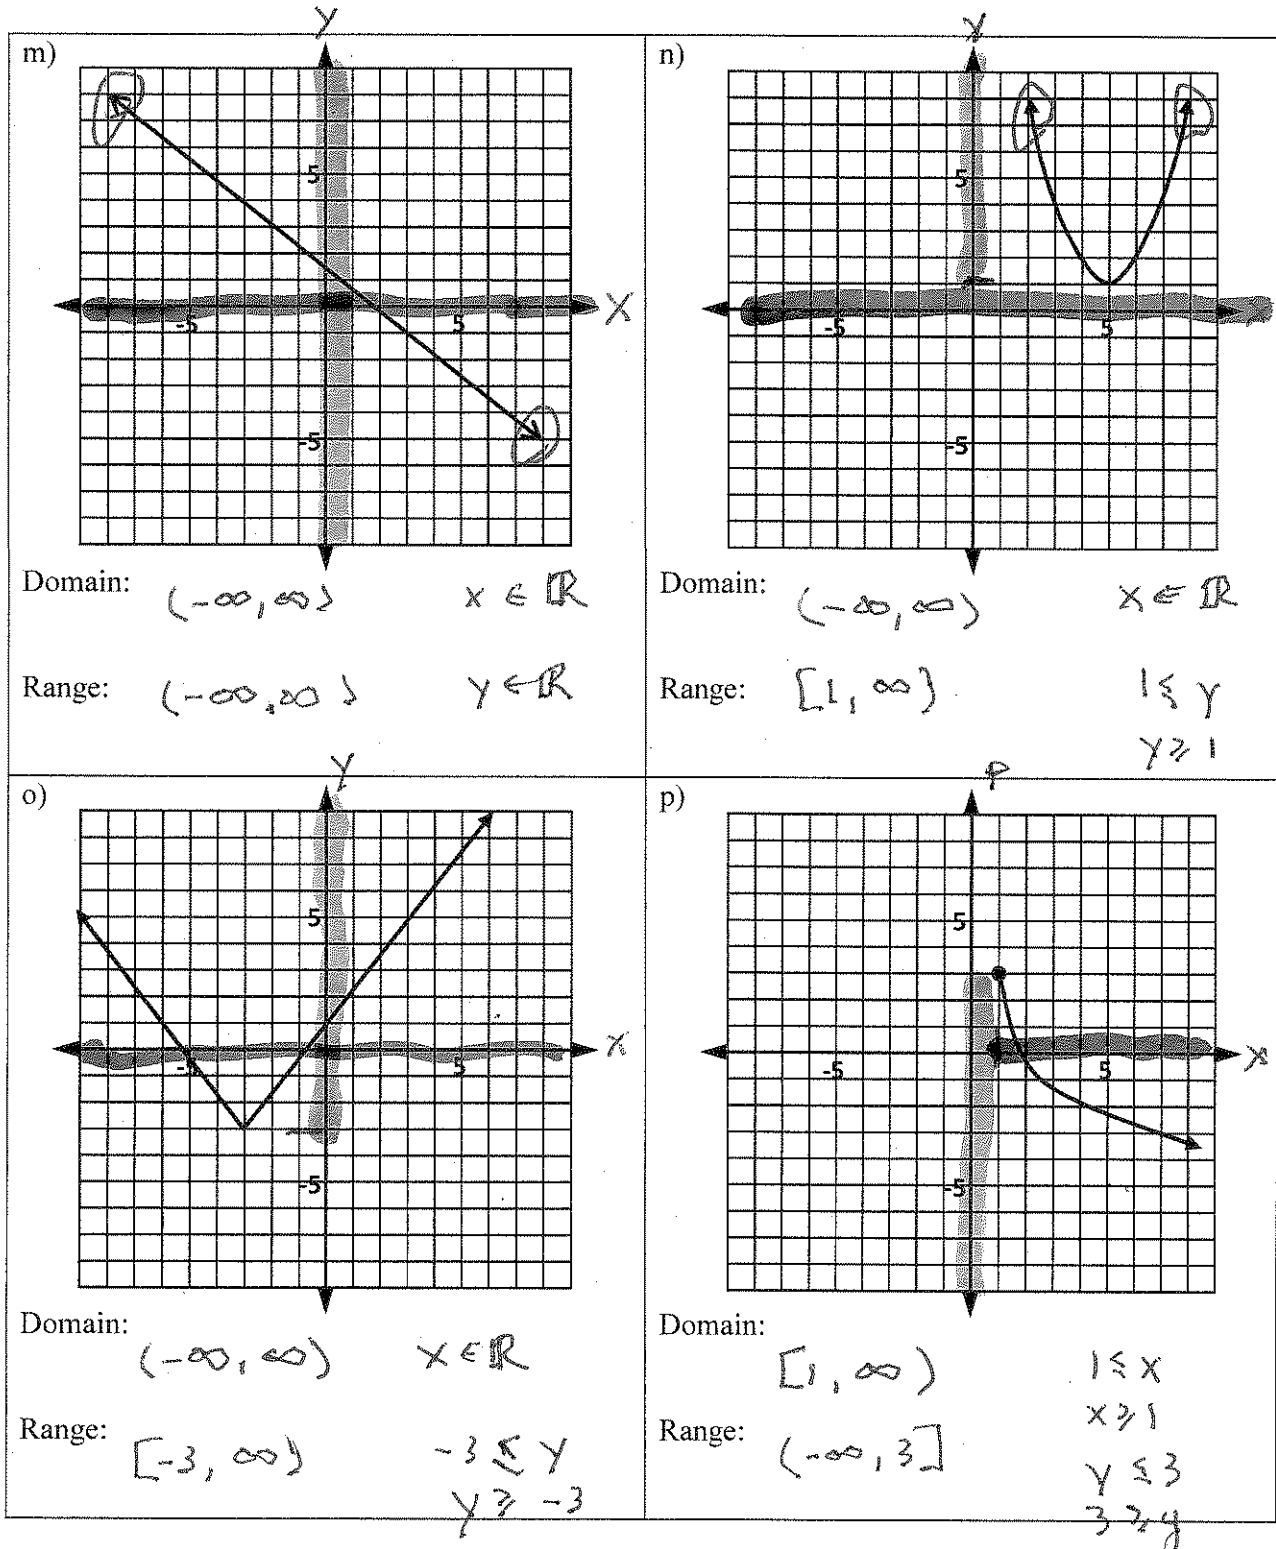 m)
Y
5
-5
5
X
-5
Domain: (-∞, ∞) X ∈ ℝ
Range: (-∞, ∞) Y ∈ ℝ
n)
Y
5
-5
5
-5
Domain: (-∞, ∞) X ∈ ℝ
Range: [1, ∞) 1 ≤ Y
Y ≥ 1
o)
Y
5
-5
5
X
-5
Domain:
(-∞, ∞) X ∈ ℝ
Range: [-3, ∞) -3 ≤ Y
Y ≥ -3
p)
P
5
-5
5
X
-5
Domain:
[1, ∞) 1 ≤ X
X ≥ 1
Range: (-∞, 3]
Y ≤ 3
3 ≥ y